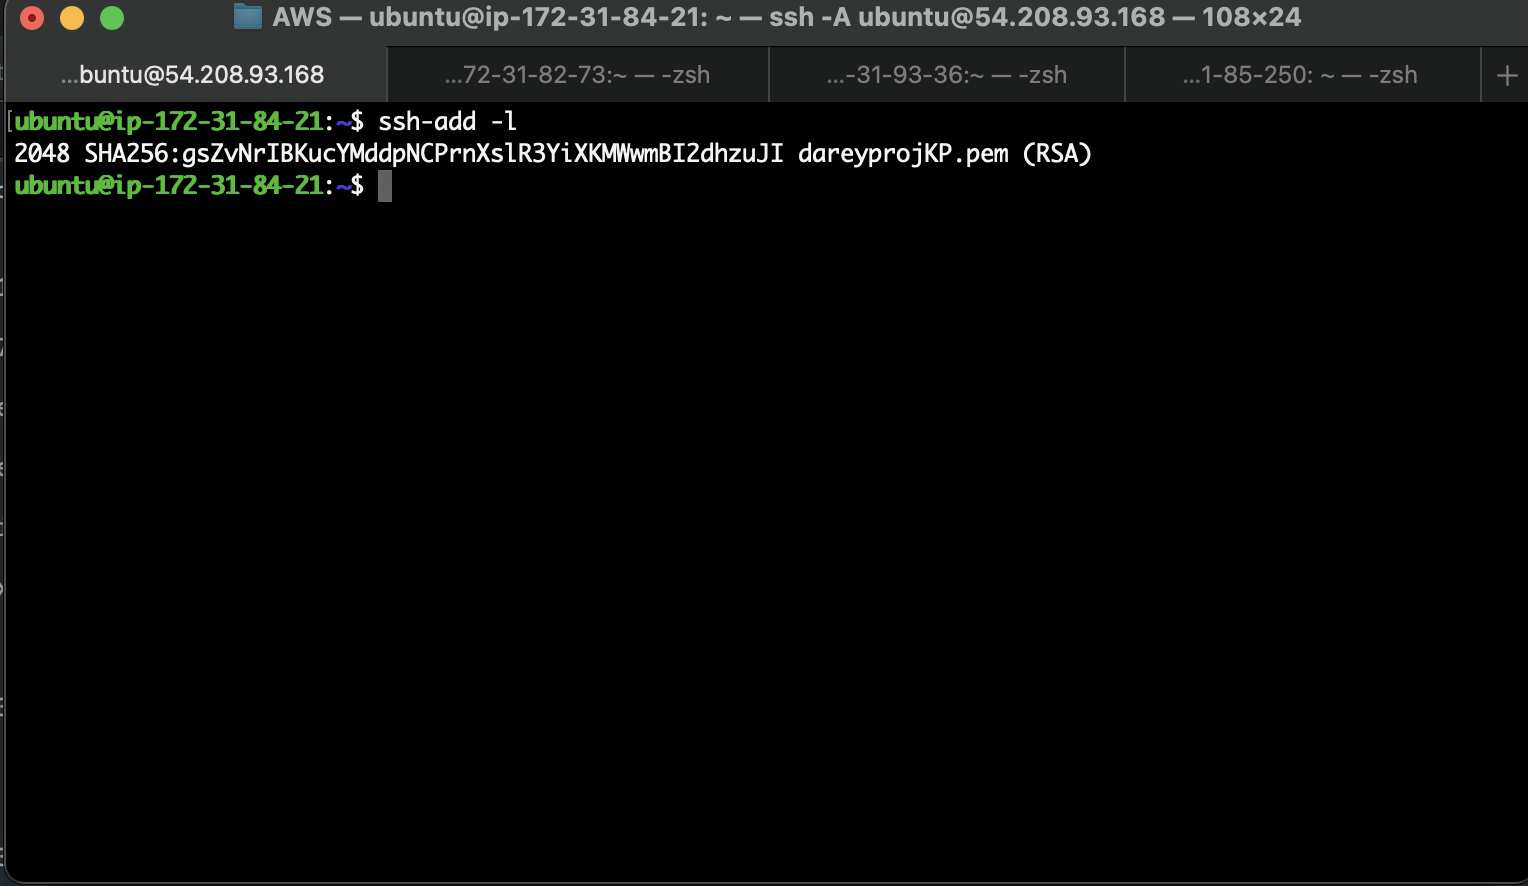 AWS — ubuntu@ip-172-31-84-21: ~ — ssh -A ubuntu@54.208.93.168 — 108×24
...buntu@54.208.93.168 ...72-31-82-73:~ — -zsh ...-31-93-36:~ — -zsh ...1-85-250: ~ — -zsh +
[ubuntu@ip-172-31-84-21:~$ ssh-add -l
2048 SHA256:gsZvNrIBKucYMddpNCPrnXslR3YiXKMWwmBI2dhzuJI dareyprojKP.pem (RSA)
ubuntu@ip-172-31-84-21:~$